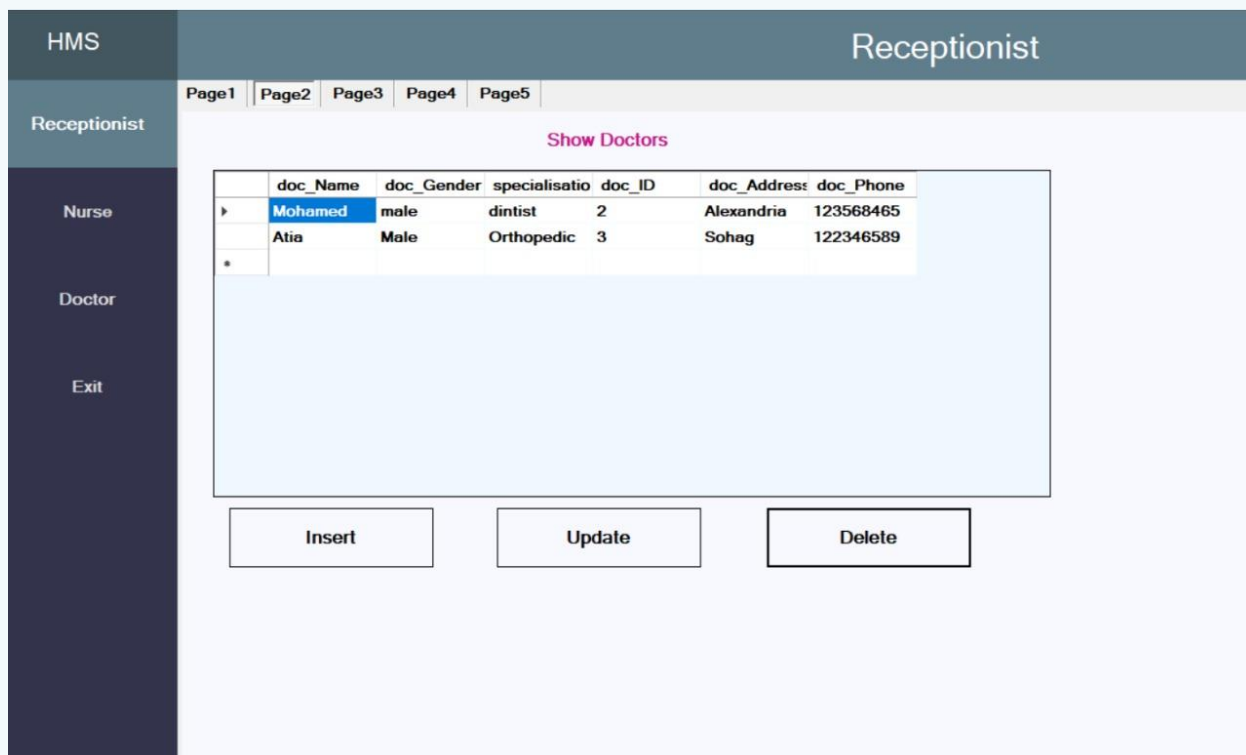 HMS Receptionist
Page1 Page2 Page3 Page4 Page5
Receptionist
Show Doctors
doc_Name doc_Gender specialisatio doc_ID doc_Address doc_Phone
Mohamed male dintist 2 Alexandria 123568465
Atia Male Orthopedic 3 Sohag 122346589
Nurse
Doctor
Exit
Insert Update Delete